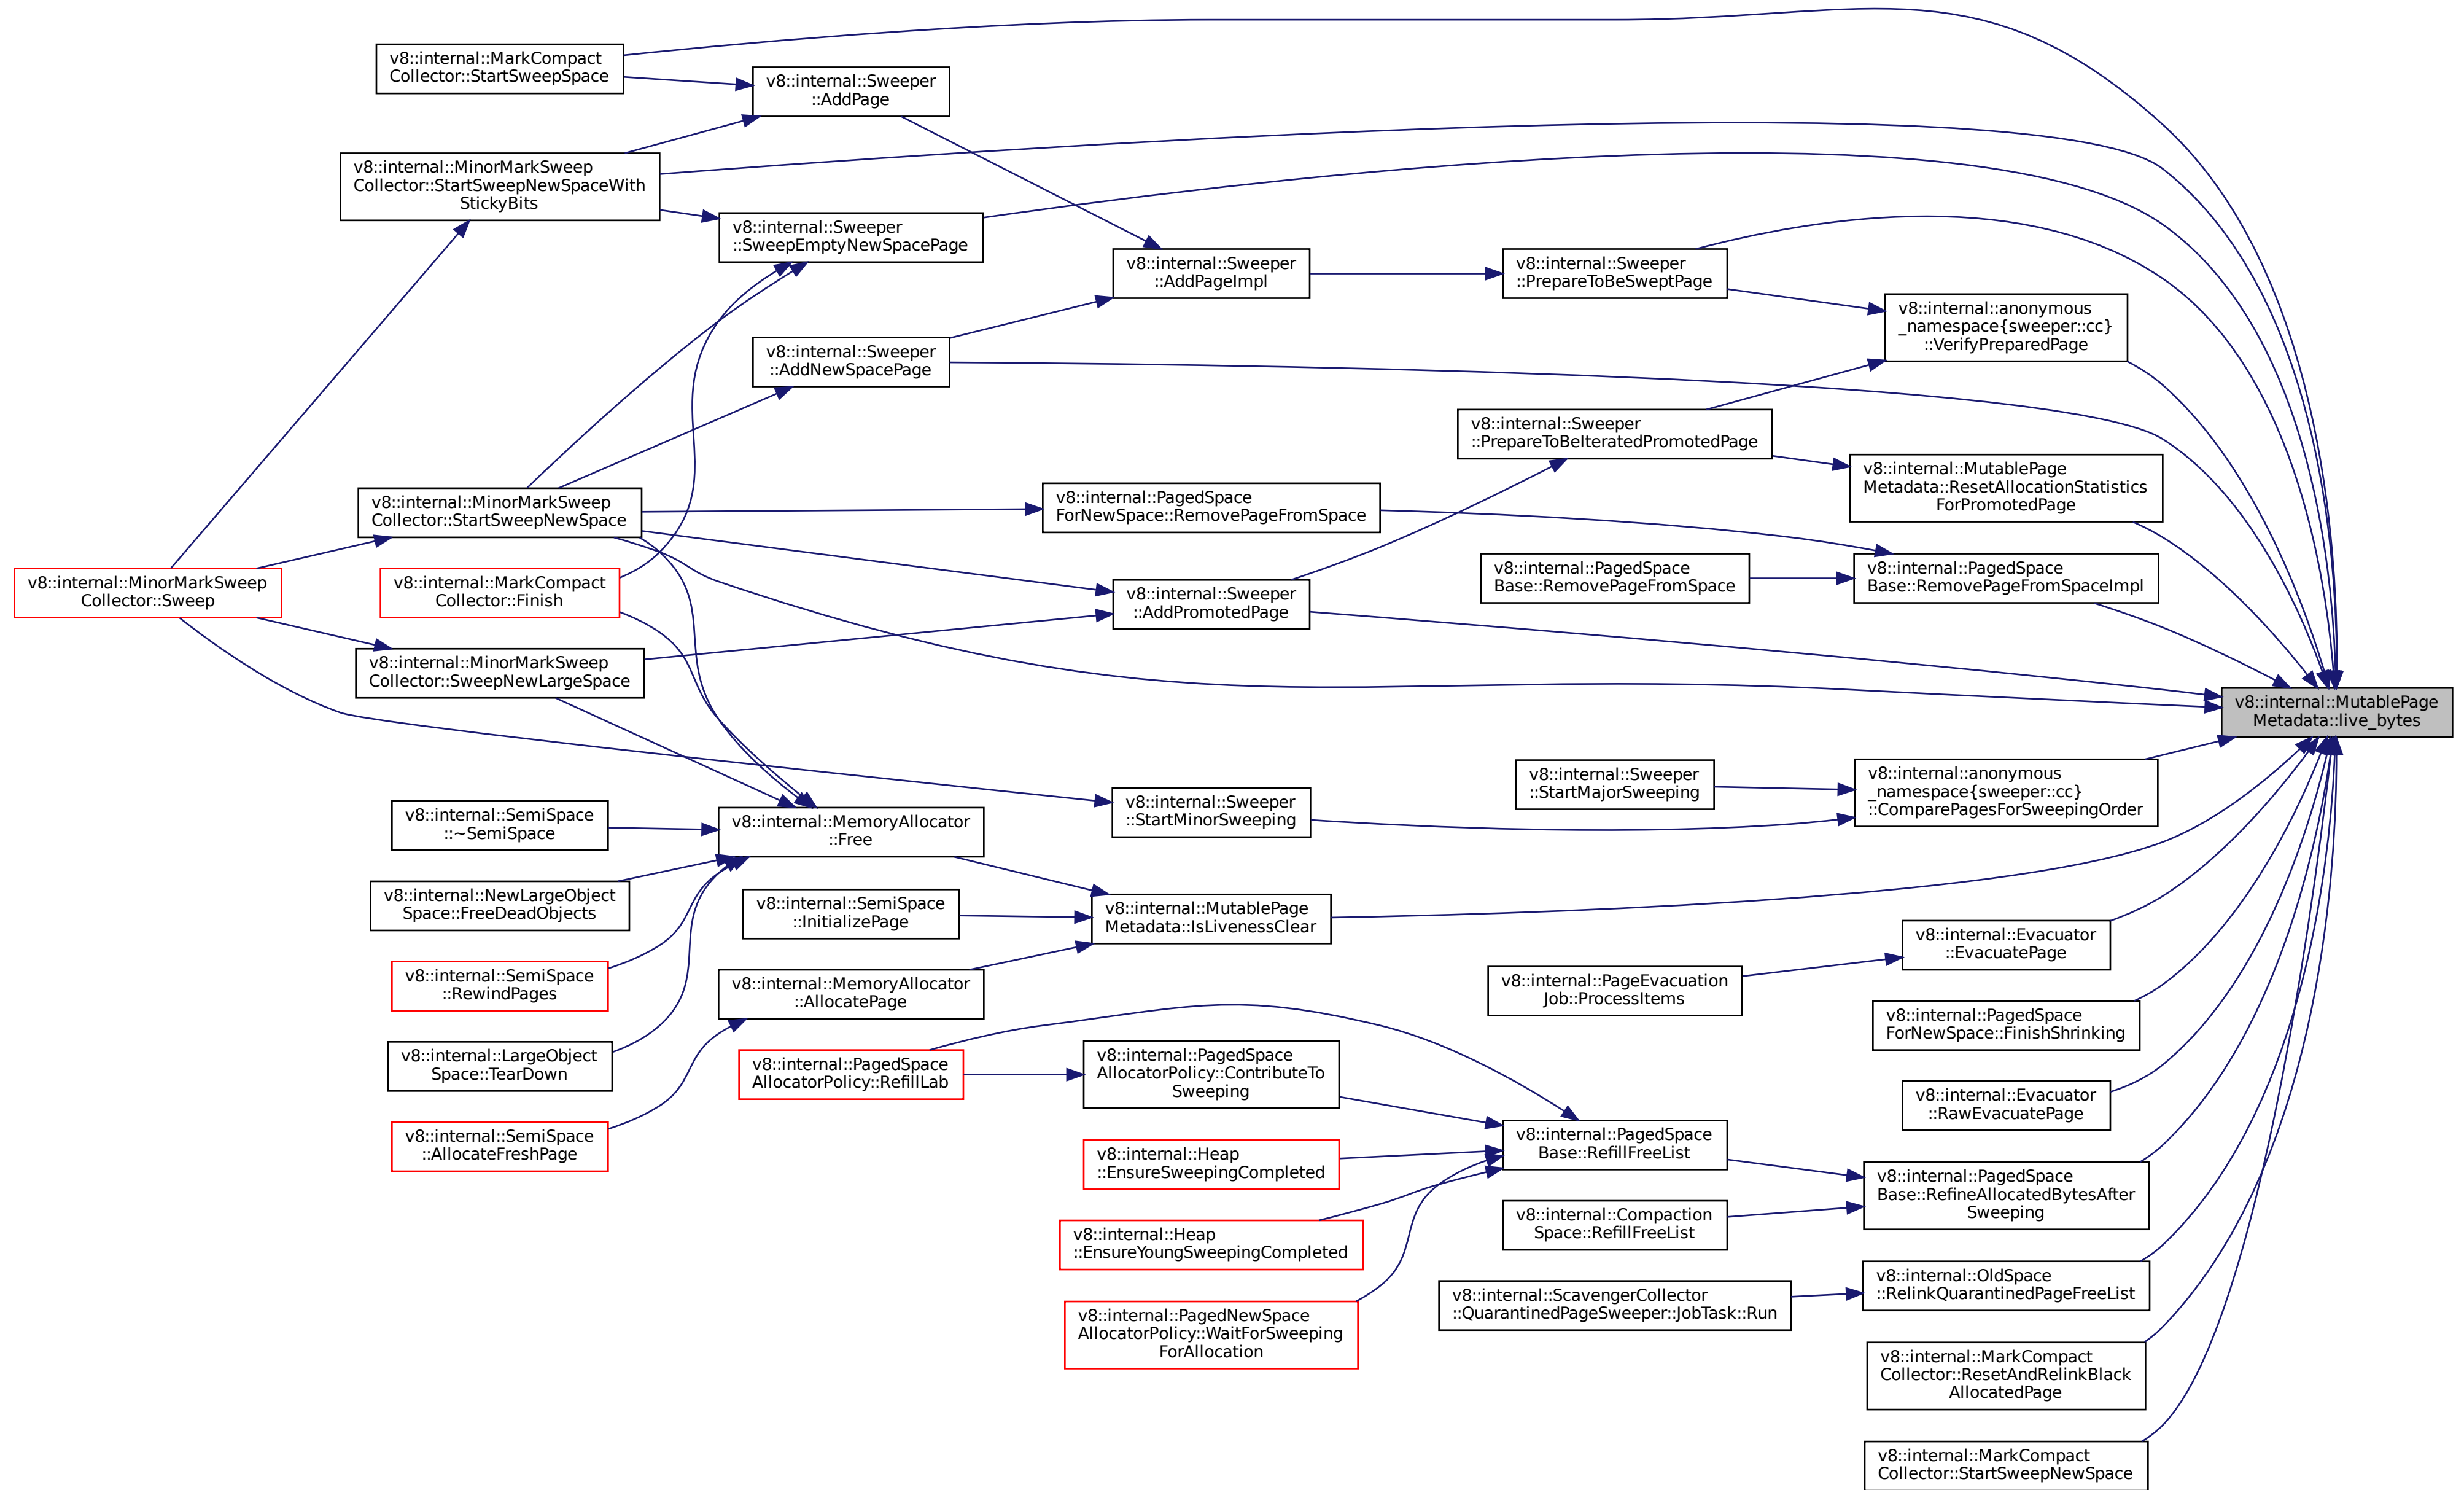 v8::internal::MarkCompact
Collector::StartSweepSpace
v8::internal::Sweeper
::AddPage
v8::internal::MinorMarkSweep
Collector::StartSweepNewSpaceWith
StickyBits
v8::internal::Sweeper
::SweepEmptyNewSpacePage
v8::internal::Sweeper
::AddPageImpl
v8::internal::Sweeper
::PrepareToBeSweptPage
v8::internal::anonymous
_namespace{sweeper::cc}
::VerifyPreparedPage
v8::internal::Sweeper
::AddNewSpacePage
v8::internal::Sweeper
::PrepareToBeIteratedPromotedPage
v8::internal::MutablePage
Metadata::ResetAllocationStatistics
ForPromotedPage
v8::internal::MinorMarkSweep
Collector::StartSweepNewSpace
v8::internal::PagedSpace
ForNewSpace::RemovePageFromSpace
v8::internal::PagedSpace
Base::RemovePageFromSpace
v8::internal::PagedSpace
Base::RemovePageFromSpaceImpl
v8::internal::MinorMarkSweep
Collector::Sweep
v8::internal::MarkCompact
Collector::Finish
v8::internal::Sweeper
::AddPromotedPage
v8::internal::MinorMarkSweep
Collector::SweepNewLargeSpace
v8::internal::MutablePage
Metadata::live_bytes
v8::internal::Sweeper
::StartMajorSweeping
v8::internal::anonymous
_namespace{sweeper::cc}
::ComparePagesForSweepingOrder
v8::internal::Sweeper
::StartMinorSweeping
v8::internal::SemiSpace
::~SemiSpace
v8::internal::MemoryAllocator
::Free
v8::internal::NewLargeObject
Space::FreeDeadObjects
v8::internal::SemiSpace
::InitializePage
v8::internal::MutablePage
Metadata::IsLivenessClear
v8::internal::Evacuator
::EvacuatePage
v8::internal::SemiSpace
::RewindPages
v8::internal::MemoryAllocator
::AllocatePage
v8::internal::PageEvacuation
Job::ProcessItems
v8::internal::PagedSpace
ForNewSpace::FinishShrinking
v8::internal::LargeObject
Space::TearDown
v8::internal::PagedSpace
AllocatorPolicy::RefillLab
v8::internal::PagedSpace
AllocatorPolicy::ContributeTo
Sweeping
v8::internal::Evacuator
::RawEvacuatePage
v8::internal::SemiSpace
::AllocateFreshPage
v8::internal::Heap
::EnsureSweepingCompleted
v8::internal::PagedSpace
Base::RefillFreeList
v8::internal::PagedSpace
Base::RefineAllocatedBytesAfter
Sweeping
v8::internal::Heap
::EnsureYoungSweepingCompleted
v8::internal::Compaction
Space::RefillFreeList
v8::internal::PagedNewSpace
AllocatorPolicy::WaitForSweeping
ForAllocation
v8::internal::ScavengerCollector
::QuarantinedPageSweeper::JobTask::Run
v8::internal::OldSpace
::RelinkQuarantinedPageFreeList
v8::internal::MarkCompact
Collector::ResetAndRelinkBlack
AllocatedPage
v8::internal::MarkCompact
Collector::StartSweepNewSpace